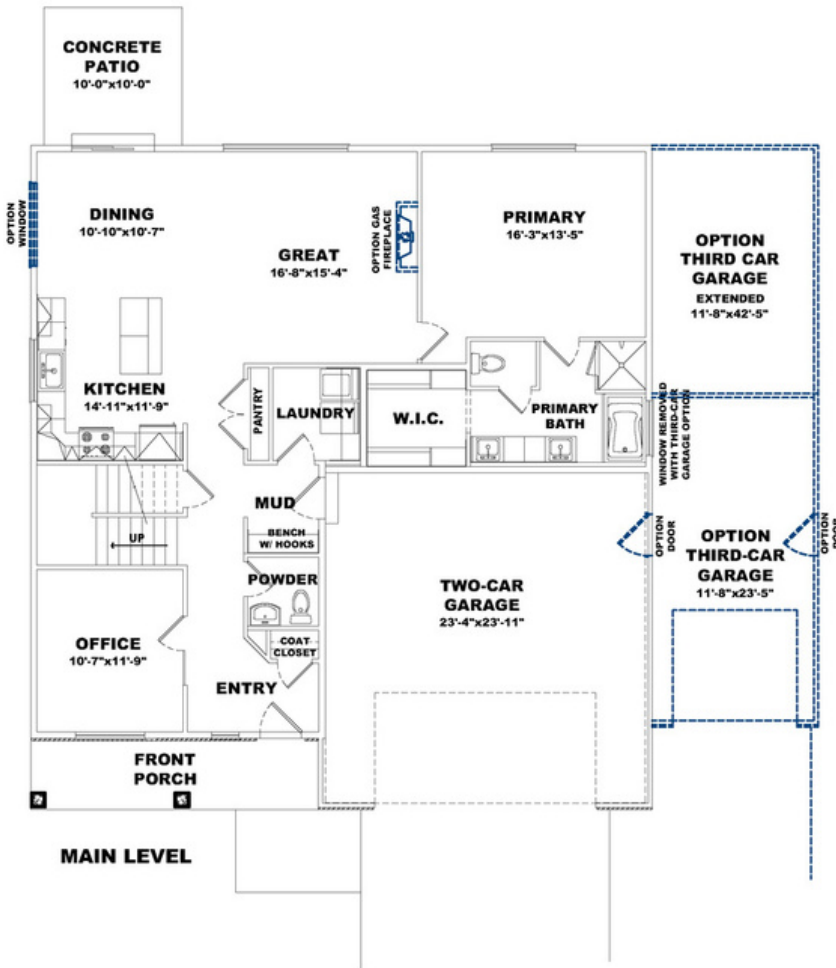 CONCRETE
PATIO
10'-0"x10'-0"
OPTION
WINDOW
DINING
10'-10"x10'-7"
GREAT
16'-8"x15'-4"
OPTION GAS
FIREPLACE
PRIMARY
16'-3"x13'-5"
OPTION
THIRD CAR
GARAGE
EXTENDED
11'-8"x42'-5"
KITCHEN
14'-11"x11'-9"
PANTRY
LAUNDRY
W.I.C.
PRIMARY
BATH
WINDOW REMOVED
WITH THIRD-CAR
GARAGE OPTION
MUD
BENCH
W/ HOOKS
UP
OPTION
DOOR
OPTION
THIRD-CAR
GARAGE
11'-8"x23'-5"
OPTION
DOOR
POWDER
TWO-CAR
GARAGE
23'-4"x23'-11"
OFFICE
10'-7"x11'-9"
COAT
CLOSET
ENTRY
FRONT
PORCH
MAIN LEVEL